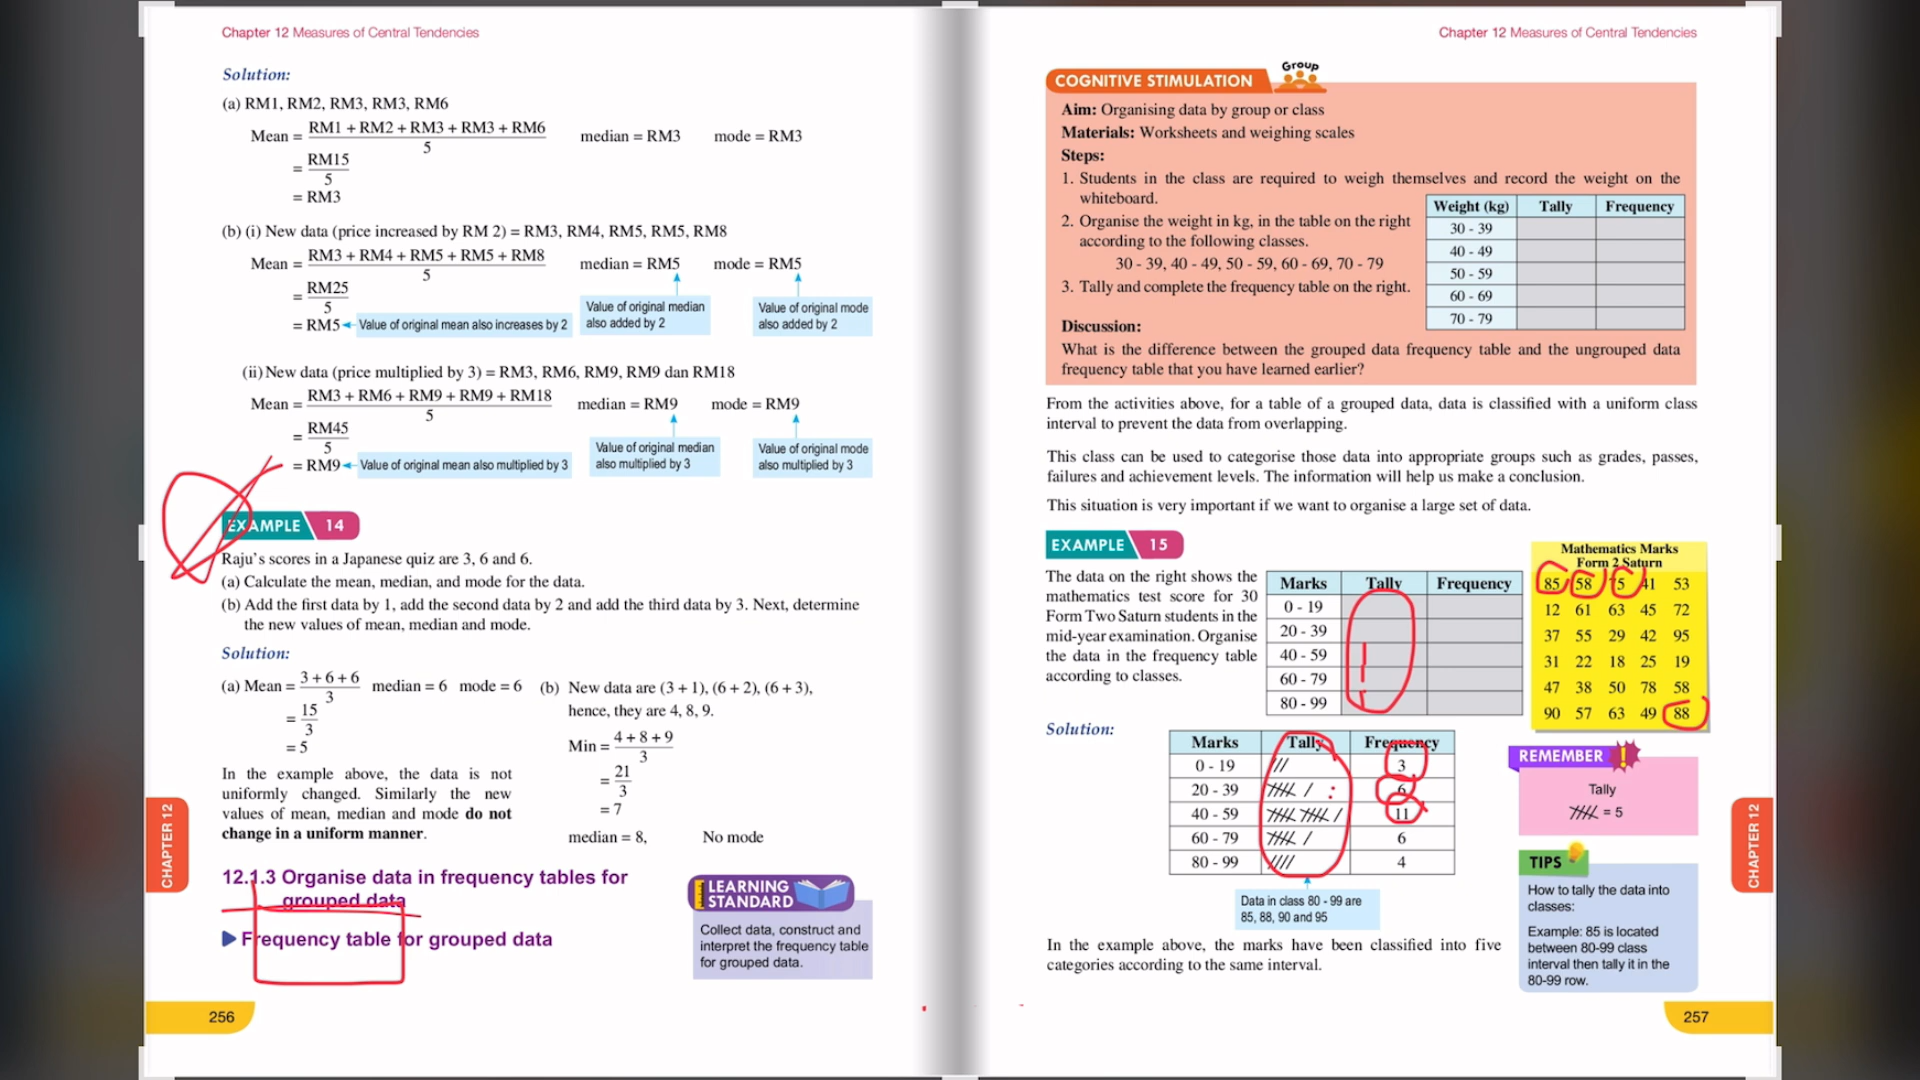 Chapter 12 Measures of Central Tendencies
Solution:
(a) RM1, RM2, RM3, RM3, RM6
Mean = (RM1 + RM2 + RM3 + RM3 + RM6)/5 median = RM3 mode = RM3
= RM15/5
= RM3
(b) (i) New data (price increased by RM 2) = RM3, RM4, RM5, RM5, RM8
Mean = (RM3 + RM4 + RM5 + RM5 + RM8)/5 median = RM5 mode = RM5
= RM25/5
= RM5
Value of original mean also increases by 2
Value of original median
also added by 2
Value of original mode
also added by 2
(ii) New data (price multiplied by 3) = RM3, RM6, RM9, RM9 dan RM18
Mean = (RM3 + RM6 + RM9 + RM9 + RM18)/5 median = RM9 mode = RM9
= RM45/5
= RM9
Value of original mean also multiplied by 3
Value of original median
also multiplied by 3
Value of original mode
also multiplied by 3
EXAMPLE 14
Raju's scores in a Japanese quiz are 3, 6 and 6.
(a) Calculate the mean, median, and mode for the data.
(b) Add the first data by 1, add the second data by 2 and add the third data by 3. Next, determine
the new values of mean, median and mode.
Solution:
(a) Mean = (3 + 6 + 6)/3 median = 6 mode = 6
= 15/3
= 5
In the example above, the data is not
uniformly changed. Similarly the new
values of mean, median and mode do not
change in a uniform manner.
(b) New data are (3 + 1), (6 + 2), (6 + 3),
hence, they are 4, 8, 9.
Min = (4 + 8 + 9)/3
= 21/3
= 7
median = 8, No mode
12.1.3 Organise data in frequency tables for
grouped data
Frequency table for grouped data
LEARNING
STANDARD
Collect data, construct and
interpret the frequency table
for grouped data.
CHAPTER 12
256
Chapter 12 Measures of Central Tendencies
COGNITIVE STIMULATION
Group
Aim: Organising data by group or class
Materials: Worksheets and weighing scales
Steps:
1. Students in the class are required to weigh themselves and record the weight on the
whiteboard.
2. Organise the weight in kg, in the table on the right
according to the following classes.
30 - 39, 40 - 49, 50 - 59, 60 - 69, 70 - 79
3. Tally and complete the frequency table on the right.
Weight (kg) Tally Frequency
30 - 39
40 - 49
50 - 59
60 - 69
70 - 79
Discussion:
What is the difference between the grouped data frequency table and the ungrouped data
frequency table that you have learned earlier?
From the activities above, for a table of a grouped data, data is classified with a uniform class
interval to prevent the data from overlapping.
This class can be used to categorise those data into appropriate groups such as grades, passes,
failures and achievement levels. The information will help us make a conclusion.
This situation is very important if we want to organise a large set of data.
EXAMPLE 15
The data on the right shows the
mathematics test score for 30
Form Two Saturn students in the
mid-year examination. Organise
the data in the frequency table
according to classes.
Marks Tally Frequency
0 - 19
20 - 39
40 - 59
60 - 79
80 - 99
Mathematics Marks
Form 2 Saturn
85 58 75 41 53
12 61 63 45 72
37 55 29 42 95
31 22 18 25 19
47 38 50 78 58
90 57 63 49 88
Solution:
Marks Tally Frequency
0 - 19 /// 3
20 - 39 //// / 6
40 - 59 //// //// / 11
60 - 79 //// / 6
80 - 99 //// 4
Data in class 80 - 99 are
85, 88, 90 and 95
In the example above, the marks have been classified into five
categories according to the same interval.
REMEMBER !
Tally
//// = 5
TIPS
How to tally the data into
classes:
Example: 85 is located
between 80-99 class
interval then tally it in the
80-99 row.
CHAPTER 12
257